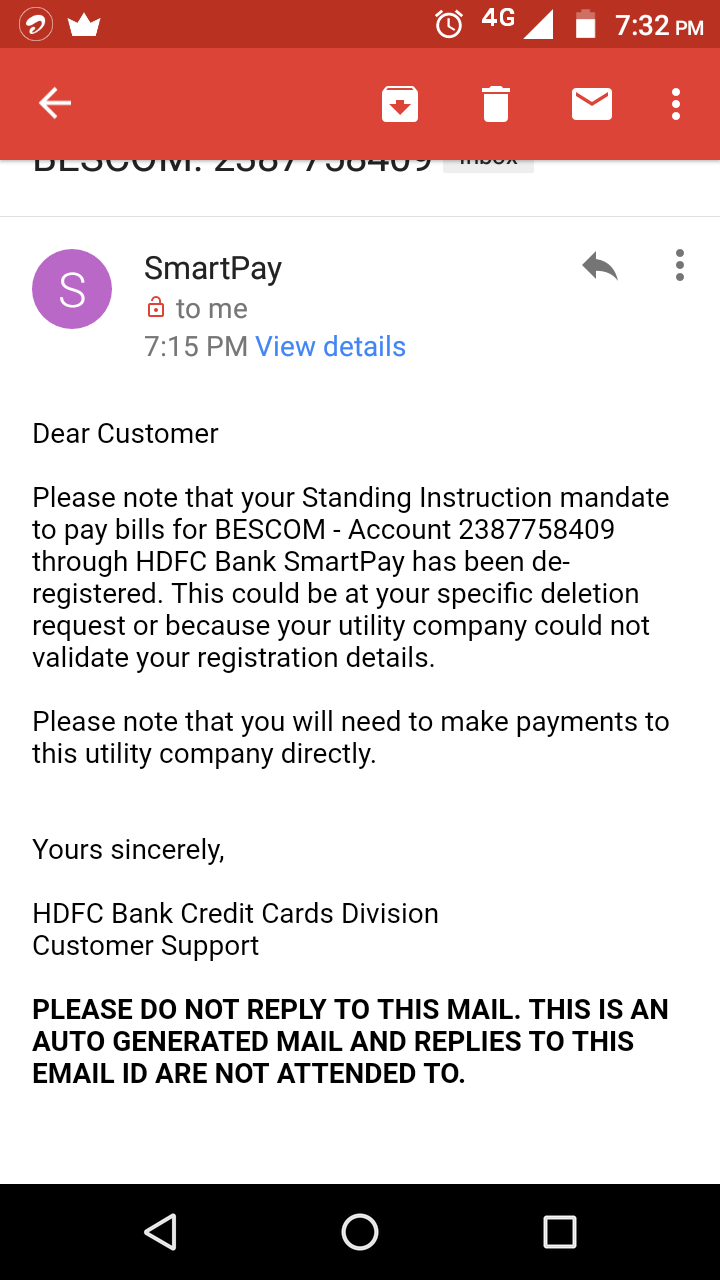 4G 7:32 PM
BESCOM: 2387758409 Inbox
S
SmartPay
to me
7:15 PM View details
Dear Customer
Please note that your Standing Instruction mandate
to pay bills for BESCOM - Account 2387758409
through HDFC Bank SmartPay has been de-
registered. This could be at your specific deletion
request or because your utility company could not
validate your registration details.
Please note that you will need to make payments to
this utility company directly.
Yours sincerely,
HDFC Bank Credit Cards Division
Customer Support
PLEASE DO NOT REPLY TO THIS MAIL. THIS IS AN
AUTO GENERATED MAIL AND REPLIES TO THIS
EMAIL ID ARE NOT ATTENDED TO.